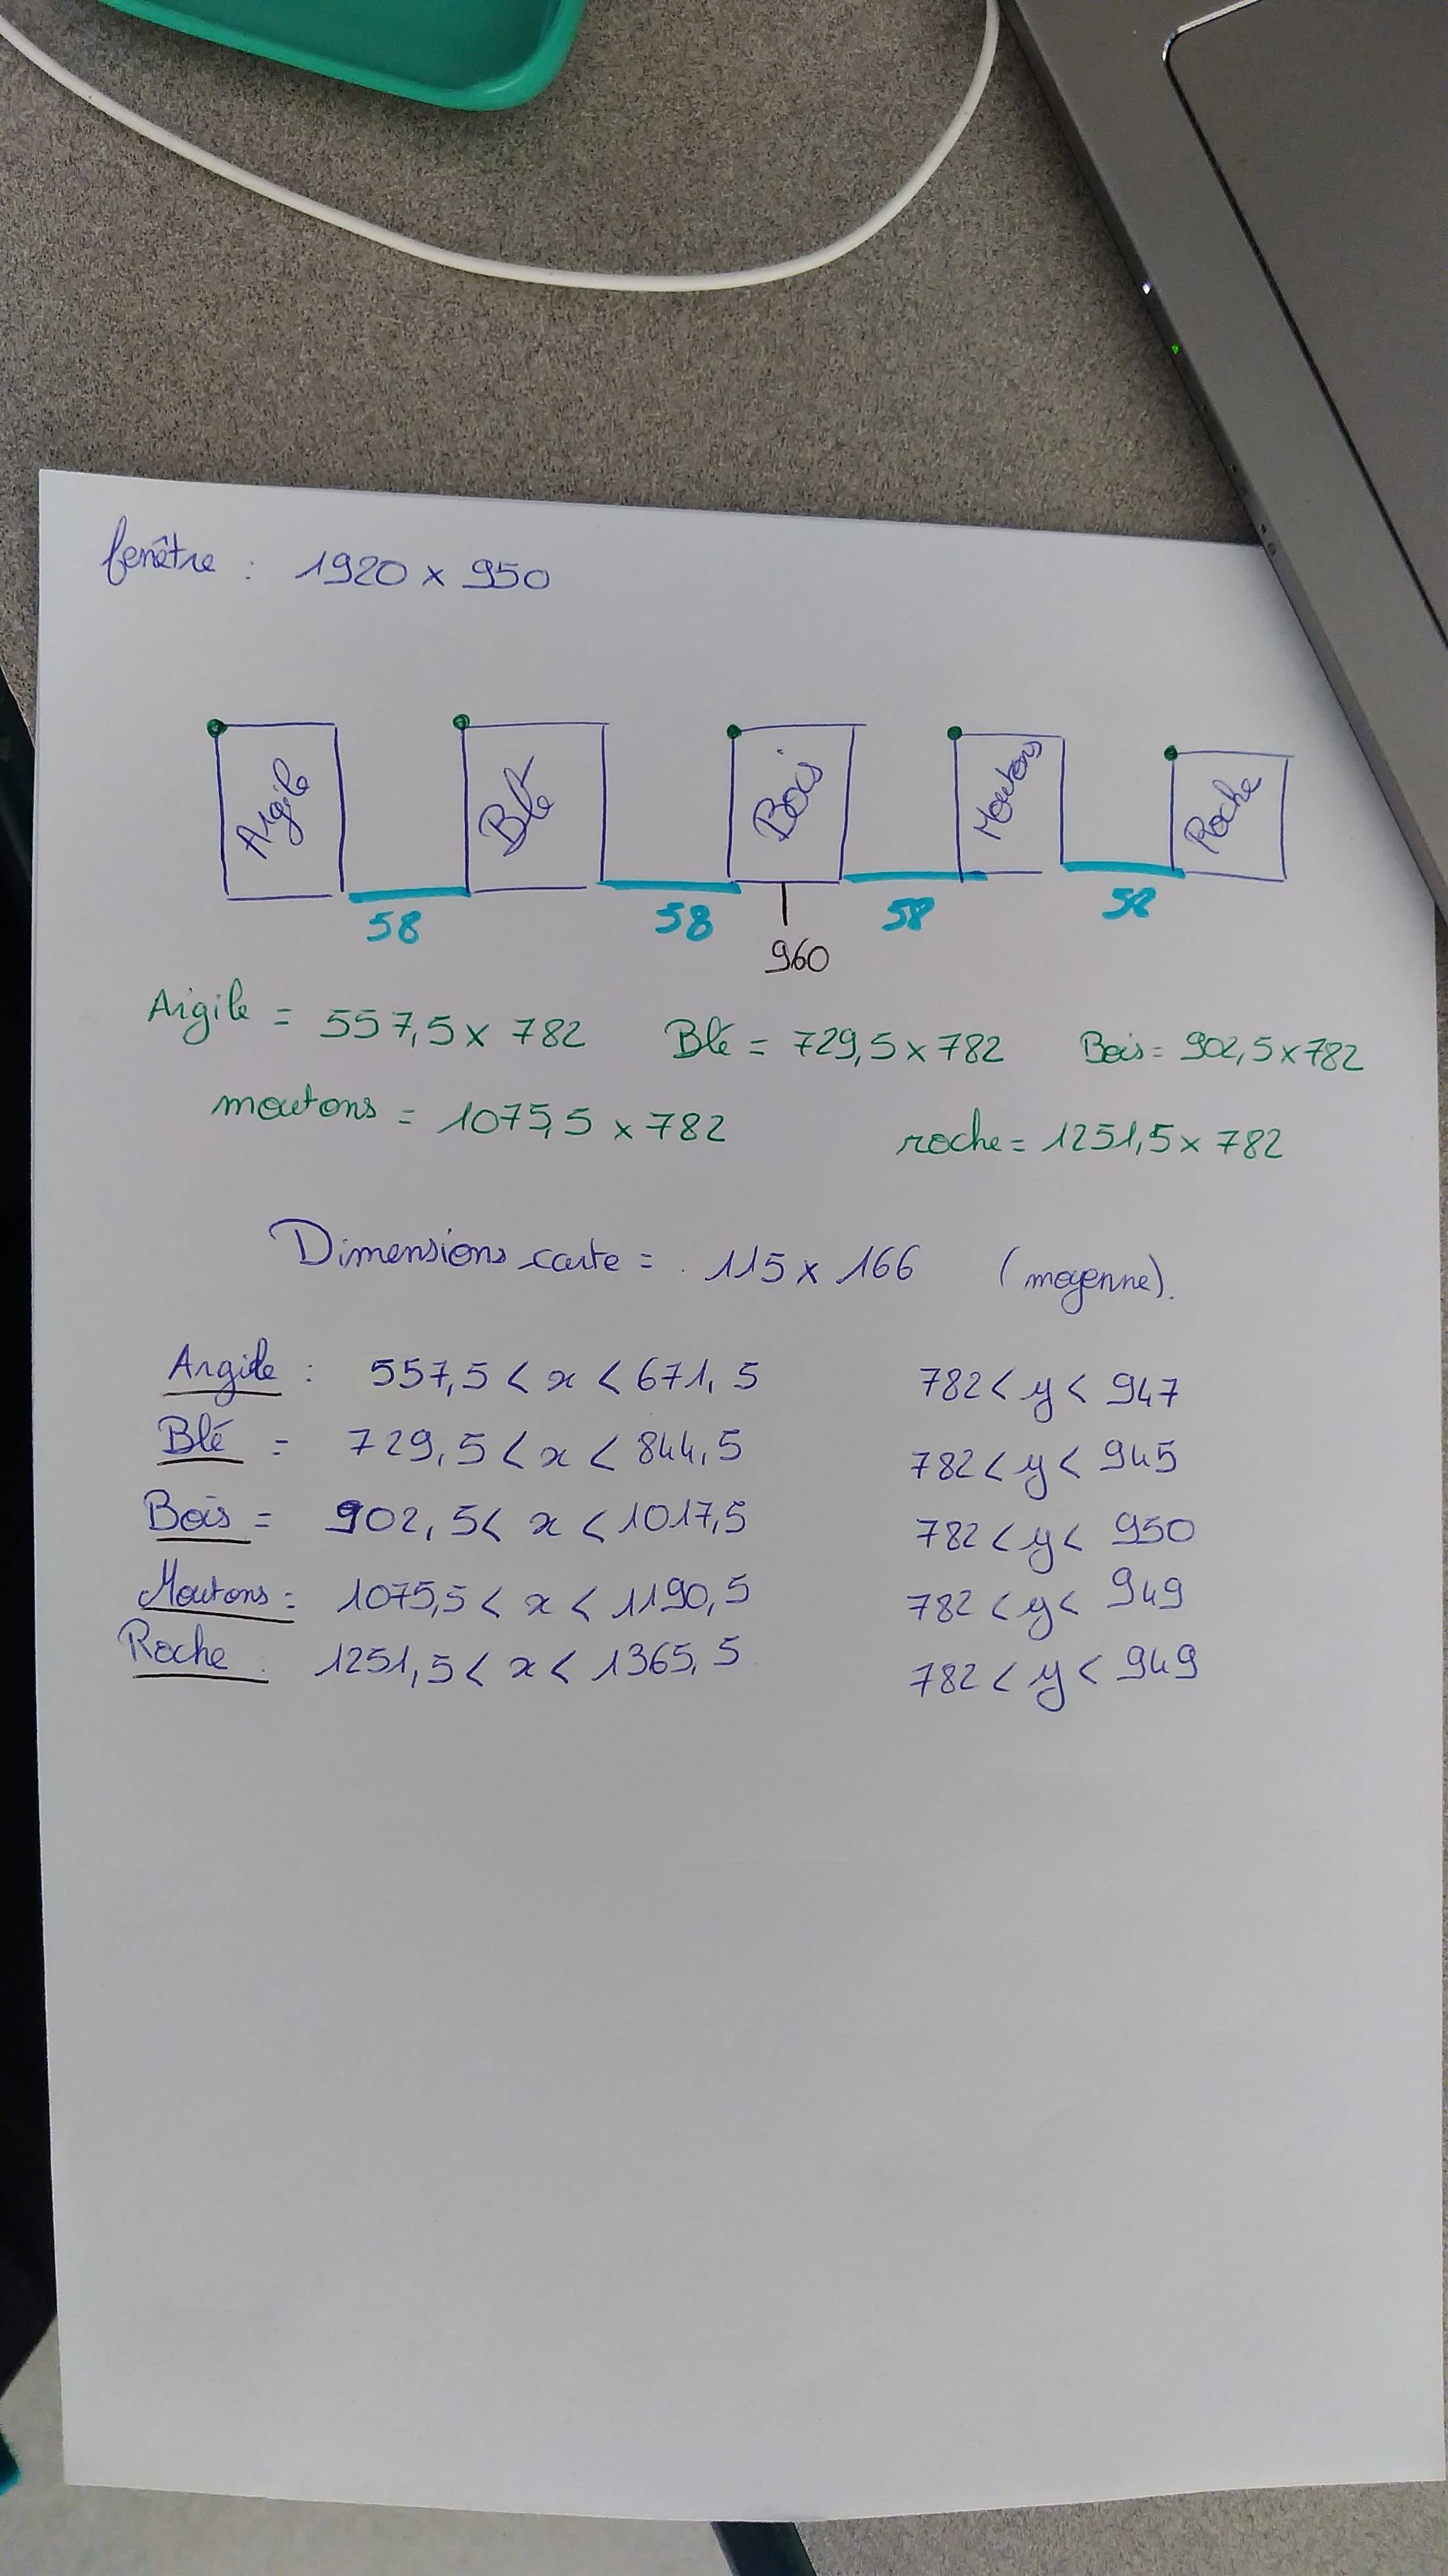 fenêtre : 1920 x 950
Argile Blé Bois Moutons Roche
58 58 58 58
960
Argile = 557,5 x 782 Blé = 729,5 x 782 Bois = 902,5 x 782
moutons = 1075,5 x 782 roche = 1251,5 x 782
Dimensions carte = 115 x 166 (moyenne).
Argile : 557,5 < x < 671,5 782 < y < 947
Blé = 729,5 < x < 844,5 782 < y < 945
Bois = 902,5 < x < 1017,5 782 < y < 950
Moutons = 1075,5 < x < 1190,5 782 < y < 949
Roche : 1251,5 < x < 1365,5 782 < y < 949